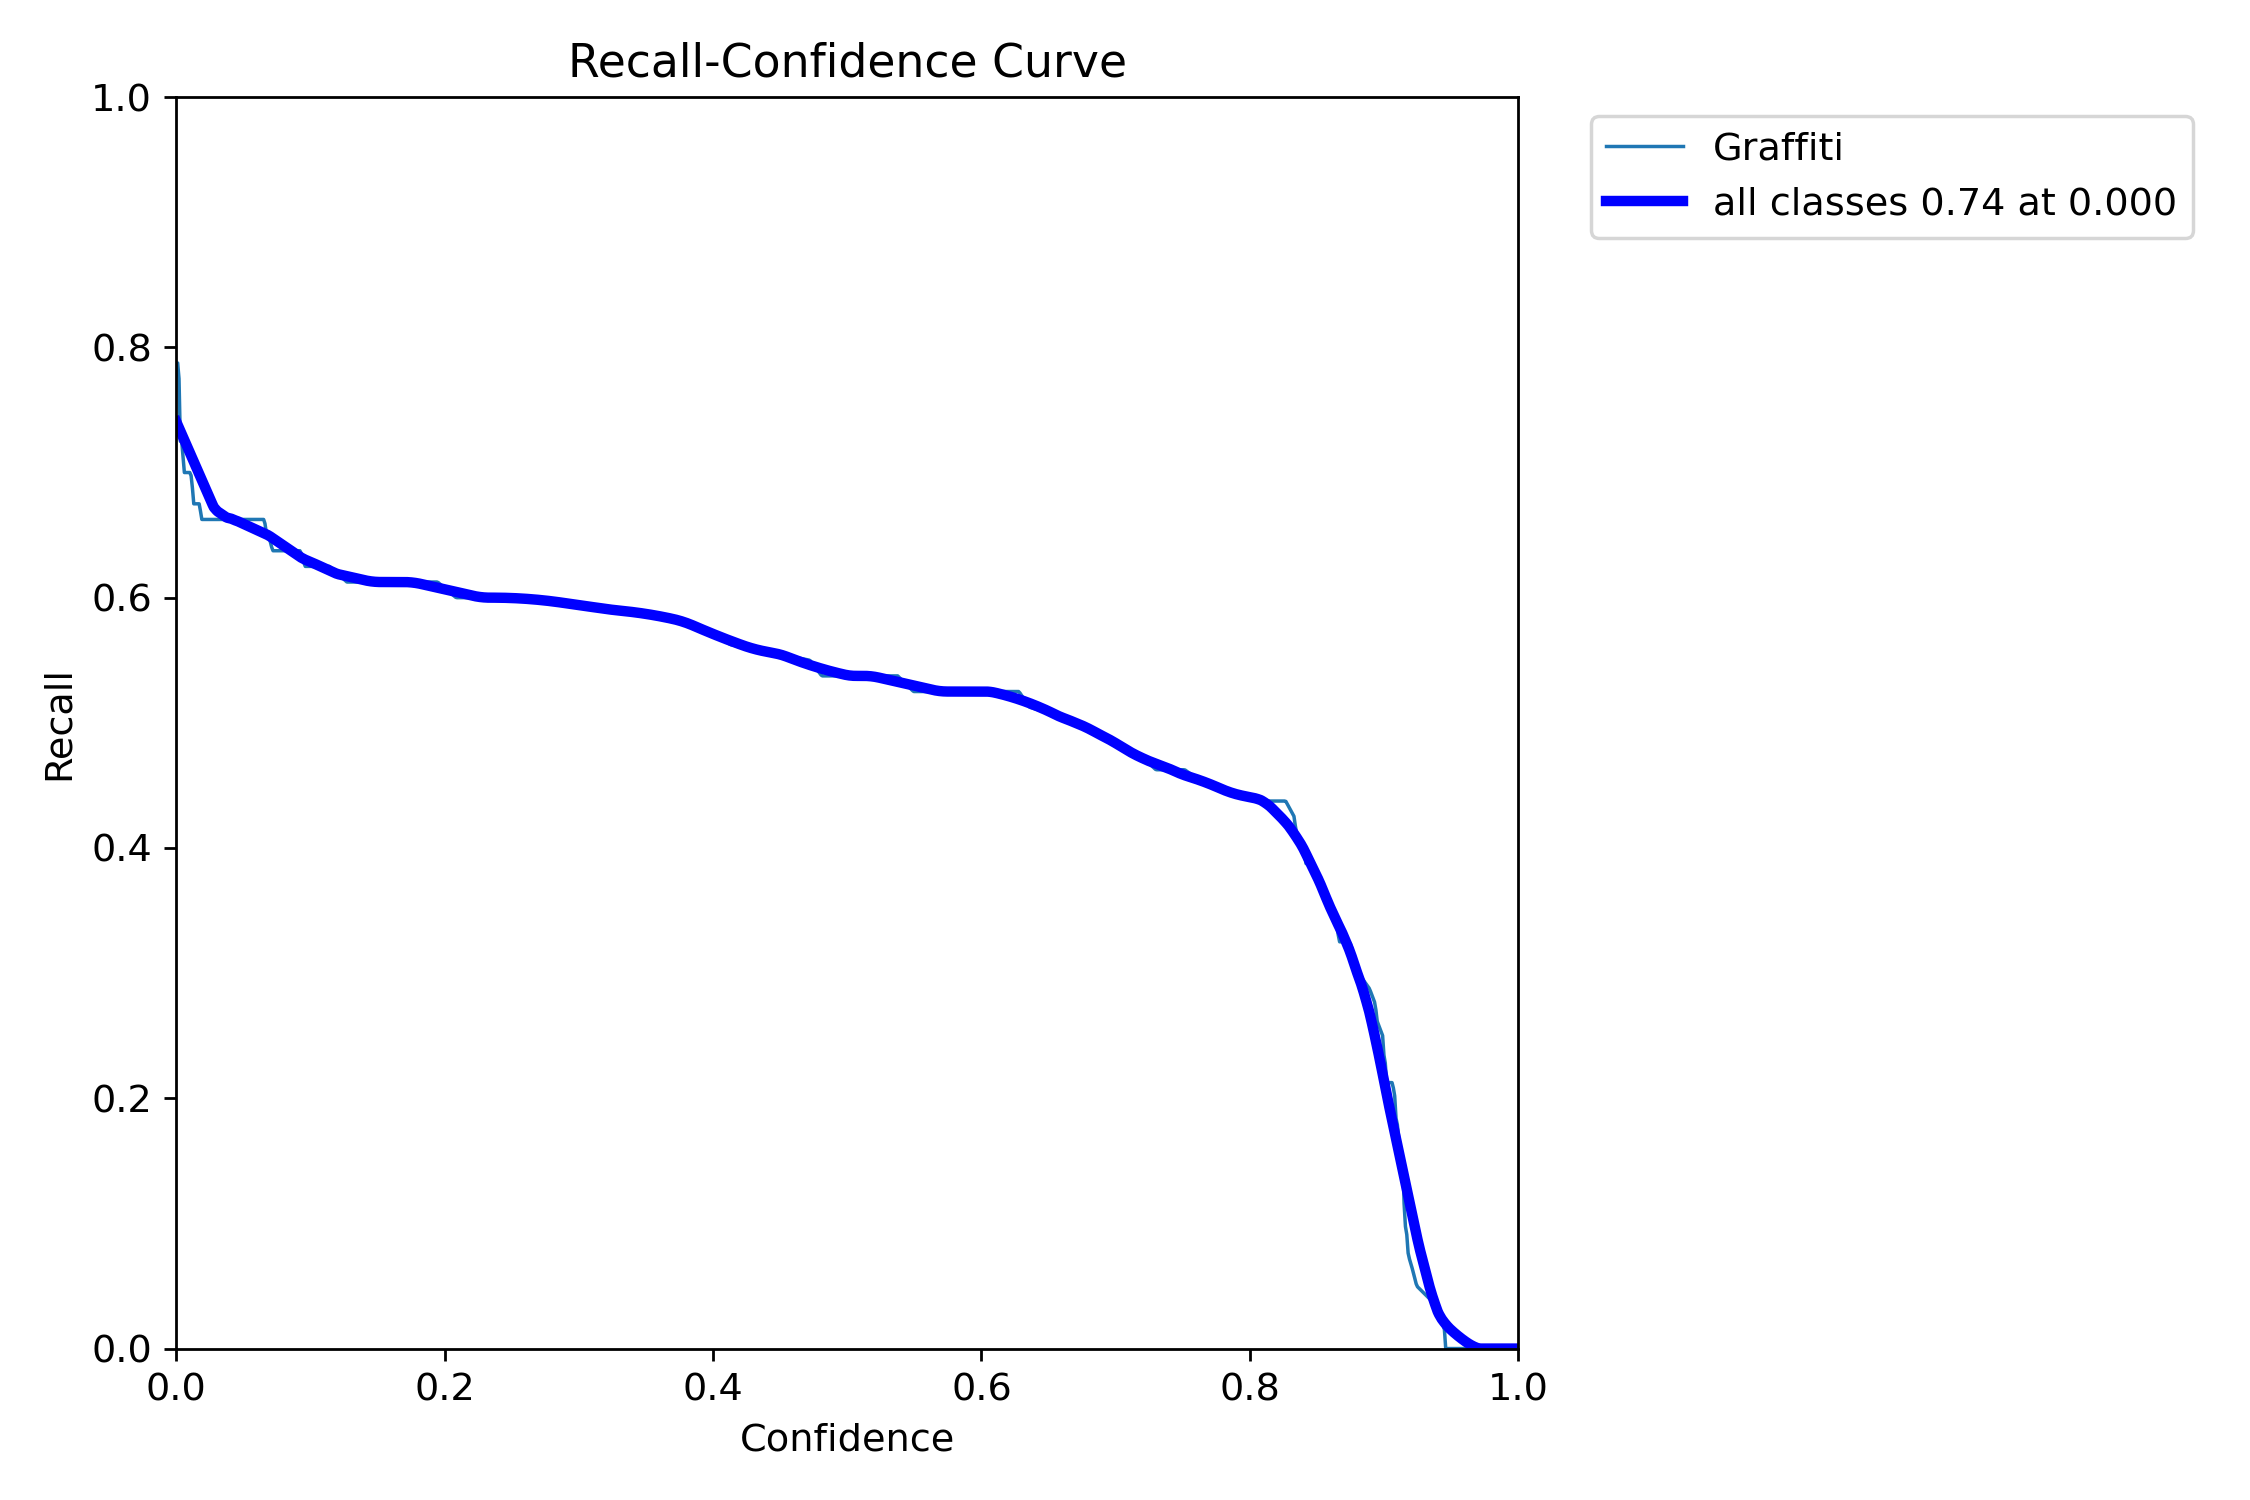 Recall-Confidence Curve
1.0
0.8
0.6
0.4
0.2
0.0
Recall
0.0 0.2 0.4 0.6 0.8 1.0
Confidence
Graffiti
all classes 0.74 at 0.000